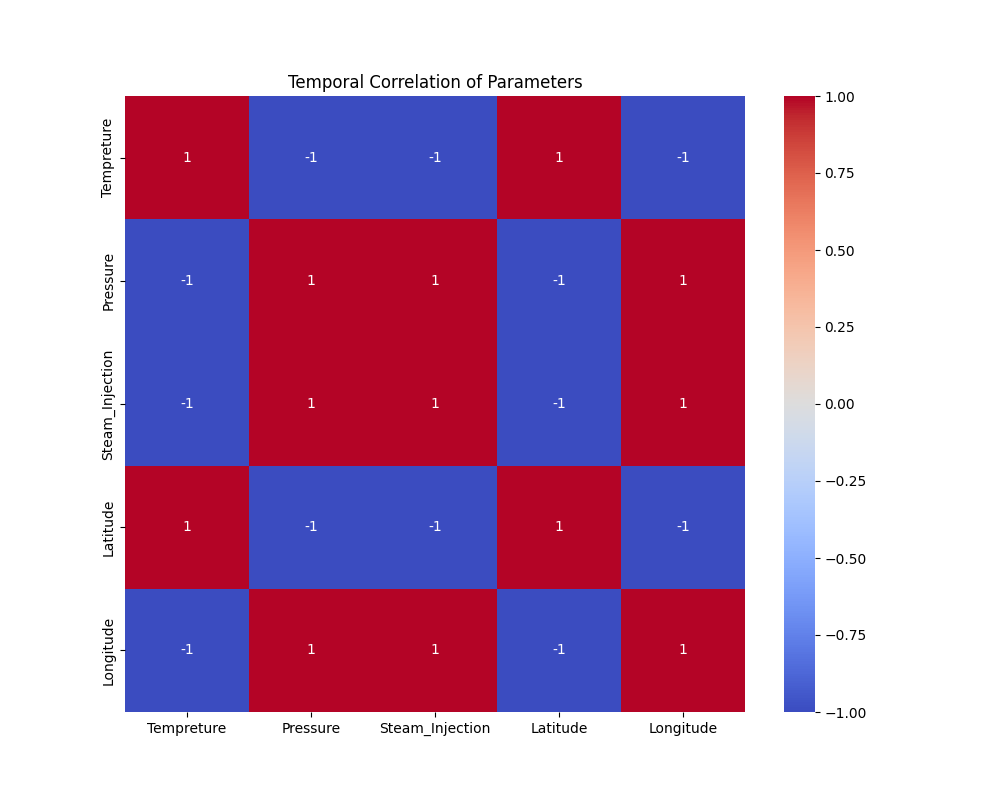 Temporal Correlation of Parameters
Tempreture 1 -1 -1 1 -1
Pressure -1 1 1 -1 1
Steam_Injection -1 1 1 -1 1
Latitude 1 -1 -1 1 -1
Longitude -1 1 1 -1 1
Tempreture Pressure Steam_Injection Latitude Longitude
1.00
0.75
0.50
0.25
0.00
−0.25
−0.50
−0.75
−1.00